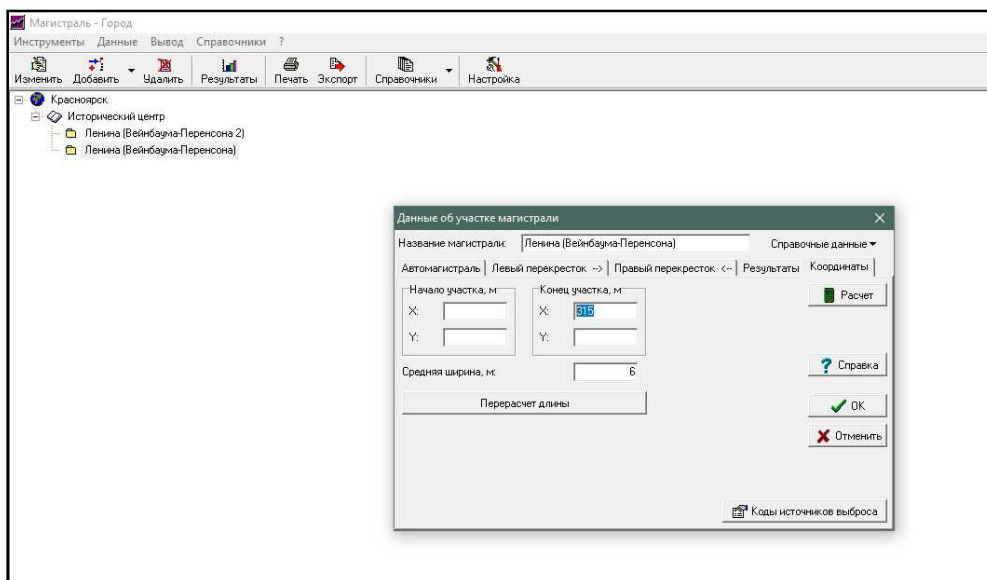 Магистраль - Город
Инструменты Данные Вывод Справочники ?
Изменить Добавить Удалить Результаты Печать Экспорт Справочники Настройка
Красноярск
Исторический центр
Ленина (Вейнбаума-Перенсона 2)
Ленина (Вейнбаума-Перенсона)
Данные об участке магистрали
Название магистрали: Ленина (Вейнбаума-Перенсона) Справочные данные
Автомагистраль Левый перекресток --> Правый перекресток <-- Результаты Координаты
Начало участка, м Конец участка, м Расчет
X: X: 315
Y: Y:
Средняя ширина, м: 6 Справка
Перерасчет длины OK
Отменить
Коды источников выброса